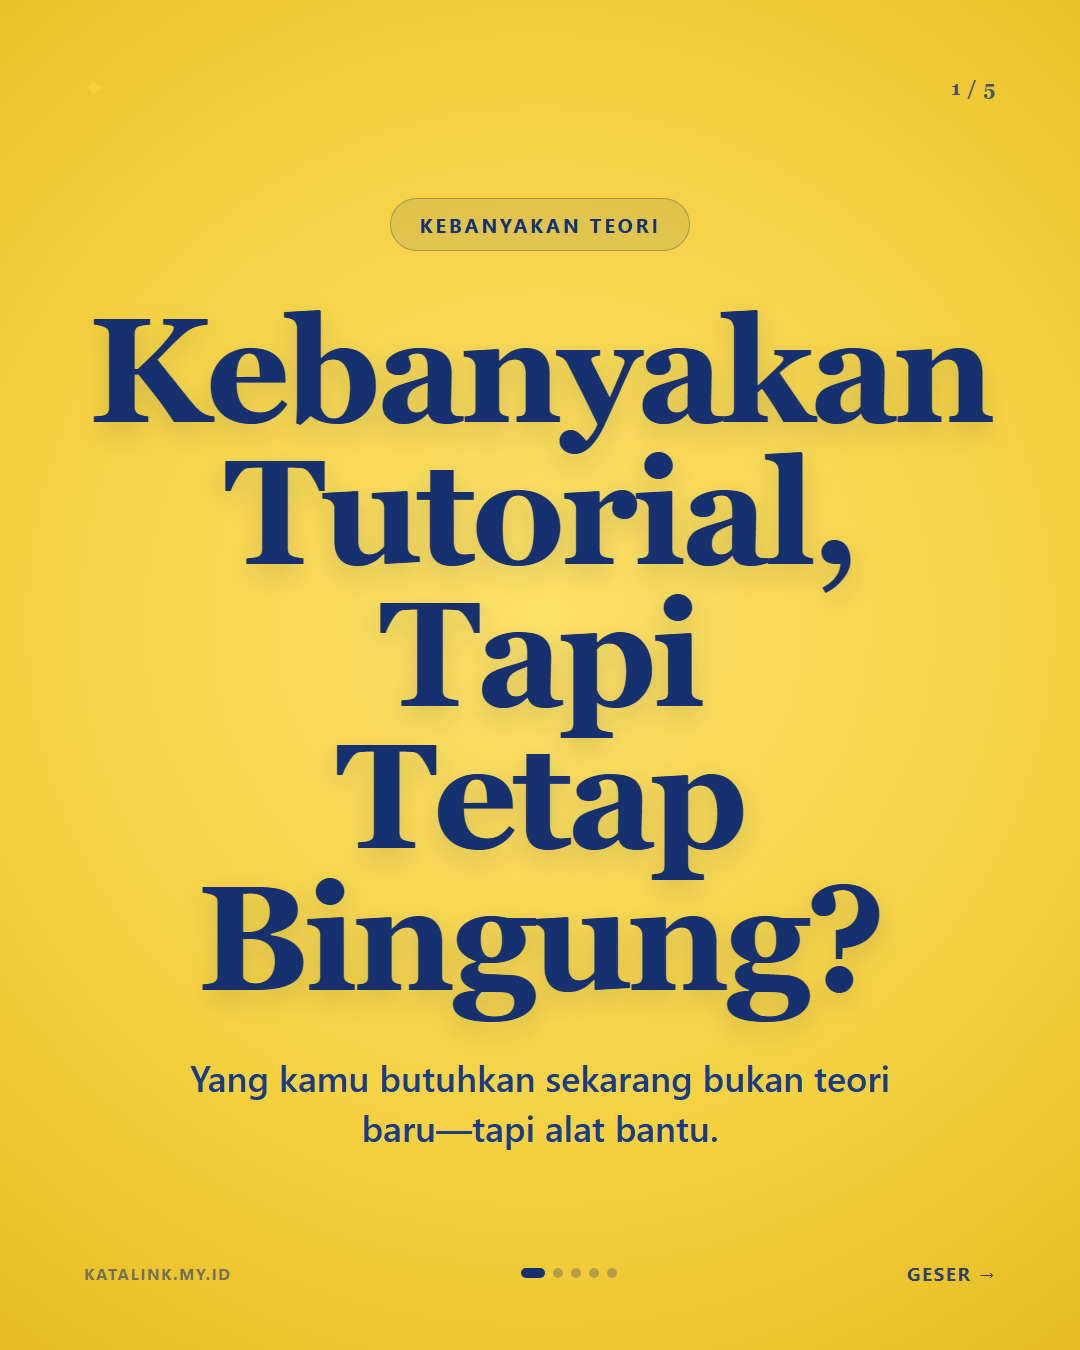 1 / 5
KEBANYAKAN TEORI
Kebanyakan
Tutorial,
Tapi
Tetap
Bingung?
Yang kamu butuhkan sekarang bukan teori
baru—tapi alat bantu.
KATALINK.MY.ID
GESER →